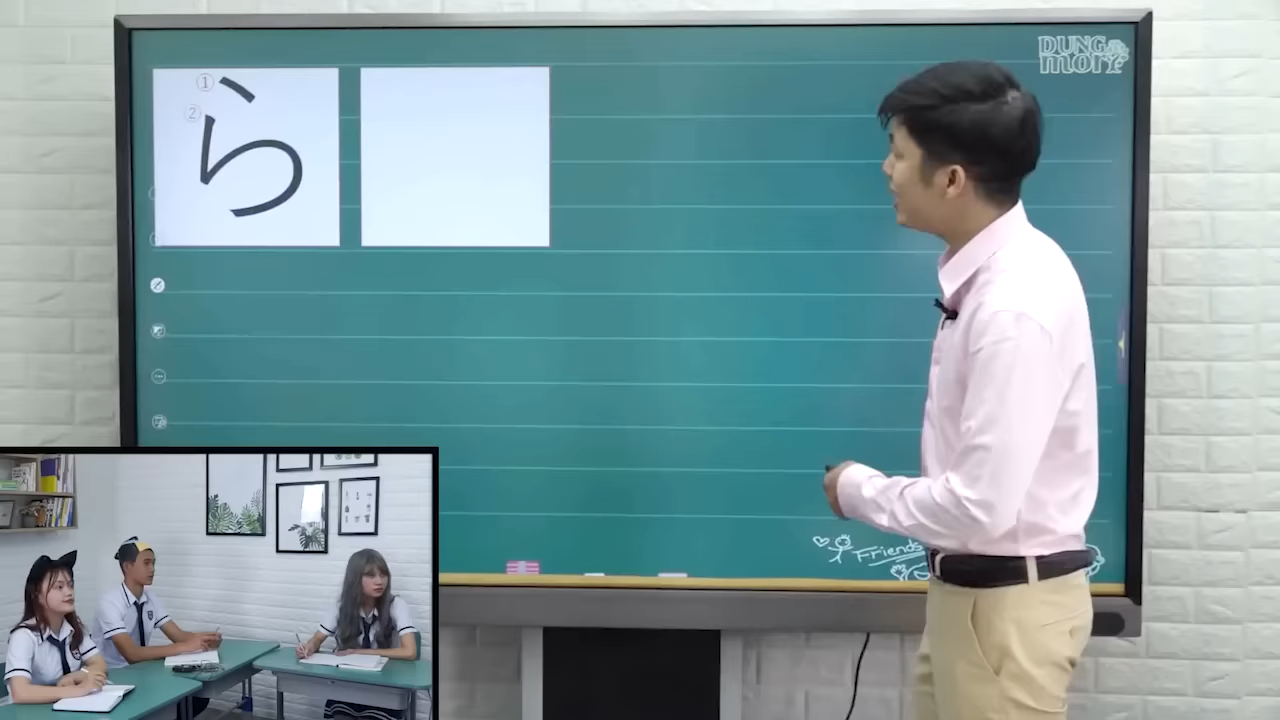 DUNG
mori
① ②
ら
Friends